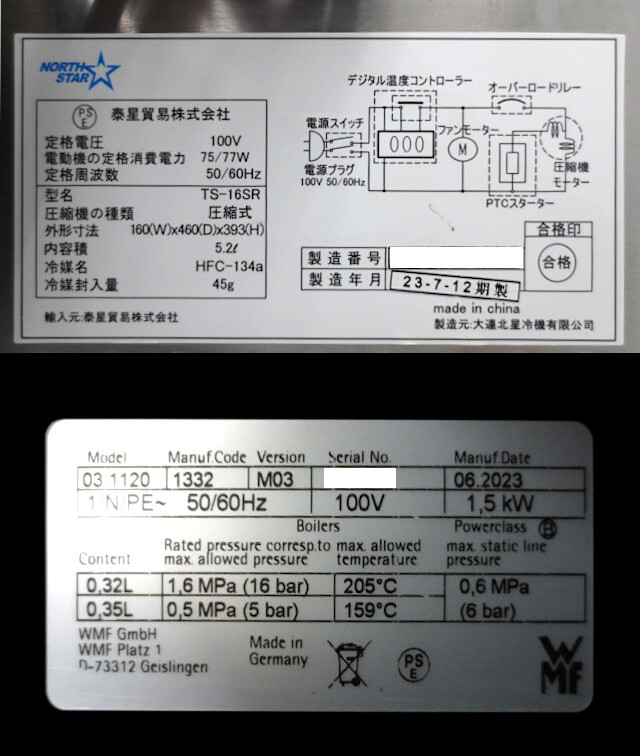 NORTH STAR
PS E 泰星貿易株式会社
定格電圧 100V
電動機の定格消費電力 75/77W
定格周波数 50/60Hz
型名 TS-16SR
圧縮機の種類 圧縮式
外形寸法 160(W)x460(D)x393(H)
内容積 5.2ℓ
冷媒名 HFC-134a
冷媒封入量 45g
輸入元:泰星貿易株式会社
デジタル温度コントローラー
オーバーロードリレー
電源スイッチ
ファンモーター
000
M
電源プラグ
100V 50/60Hz
圧縮機
モーター
PTCスターター
合格印
合格
製造番号
製造年月 23-7-12期製
made in china
製造元:大連北星冷機有限公司
Model Manuf.Code Version Serial No. Manuf.Date
03.1120 1332 M03 06.2023
1/N/PE~ 50/60Hz 100V 1,5 kW
Boilers Powerclass B
Content Rated pressure corresp.to max. allowed pressure max. allowed temperature max. static line pressure
0,32L 1,6 MPa (16 bar) 205°C 0,6 MPa
0,35L 0,5 MPa (5 bar) 159°C (6 bar)
WMF GmbH
WMF Platz 1
D-73312 Geislingen
Made in
Germany
PS E
WMF